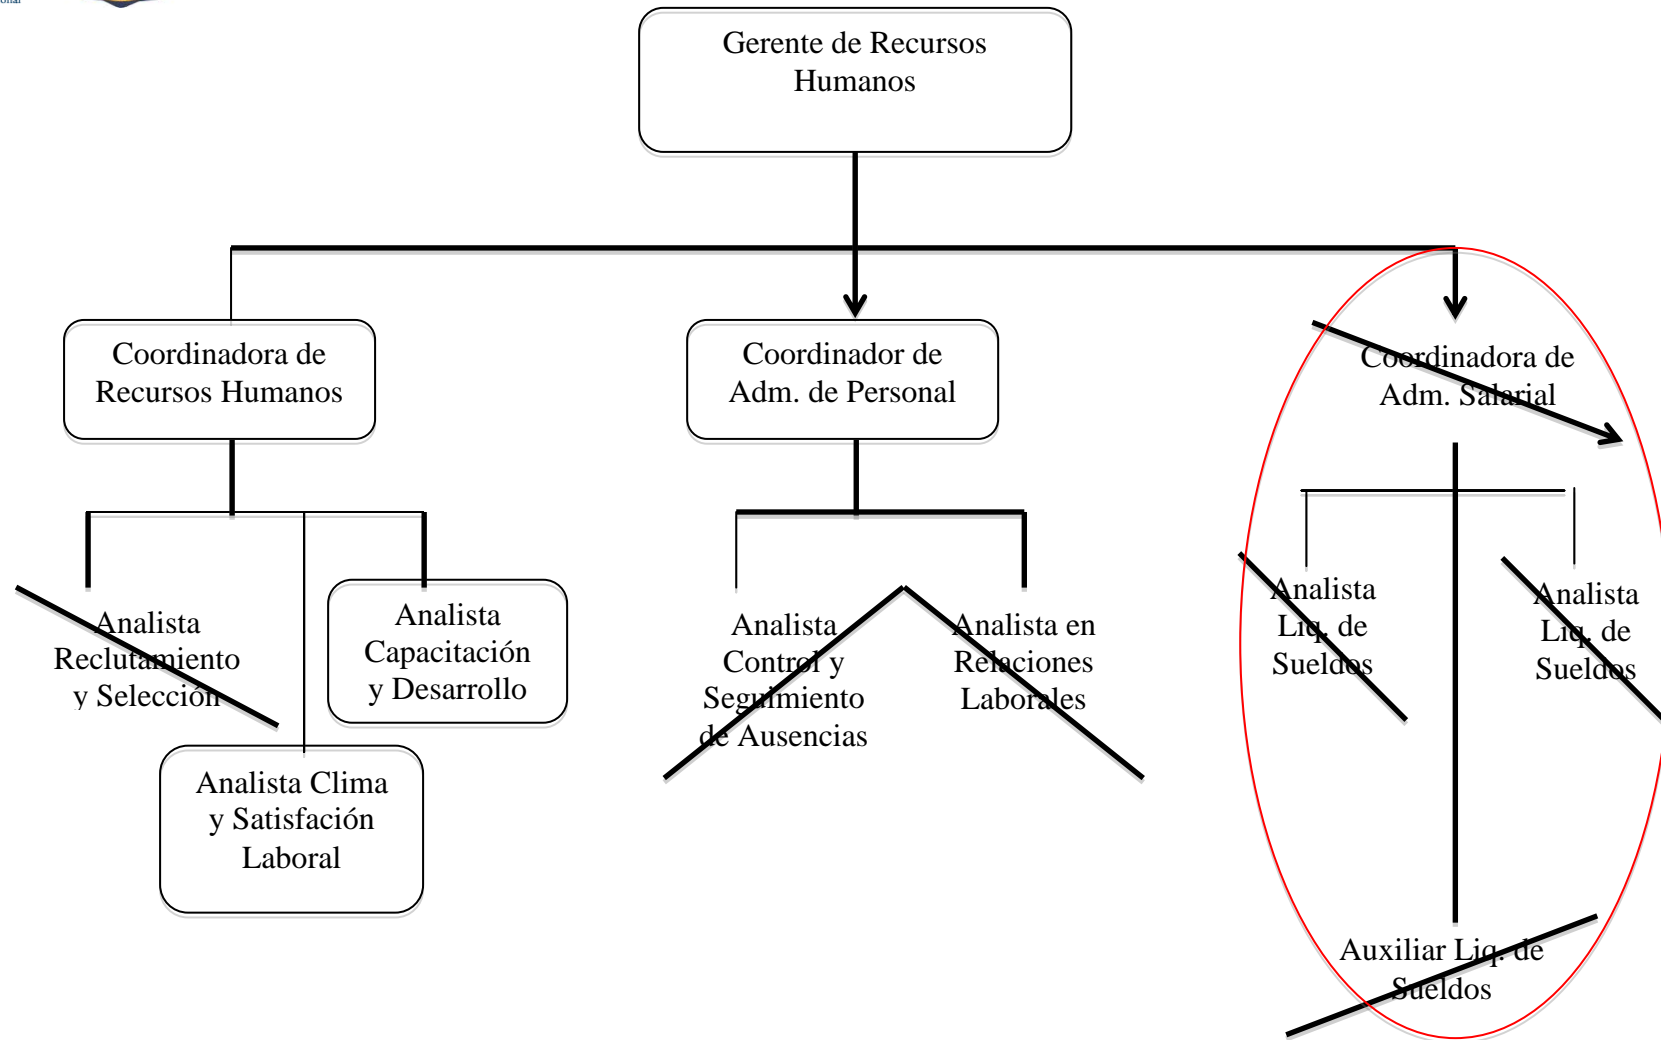 Gerente de Recursos
Humanos
Coordinadora de
Recursos Humanos
Coordinador de
Adm. de Personal
Coordinadora de
Adm. Salarial
Analista
Reclutamiento
y Selección
Analista
Capacitación
y Desarrollo
Analista Clima
y Satisfación
Laboral
Analista
Control y
Seguimiento
de Ausencias
Analista en
Relaciones
Laborales
Analista
Liq. de
Sueldos
Analista
Liq. de
Sueldos
Auxiliar Liq. de
Sueldos